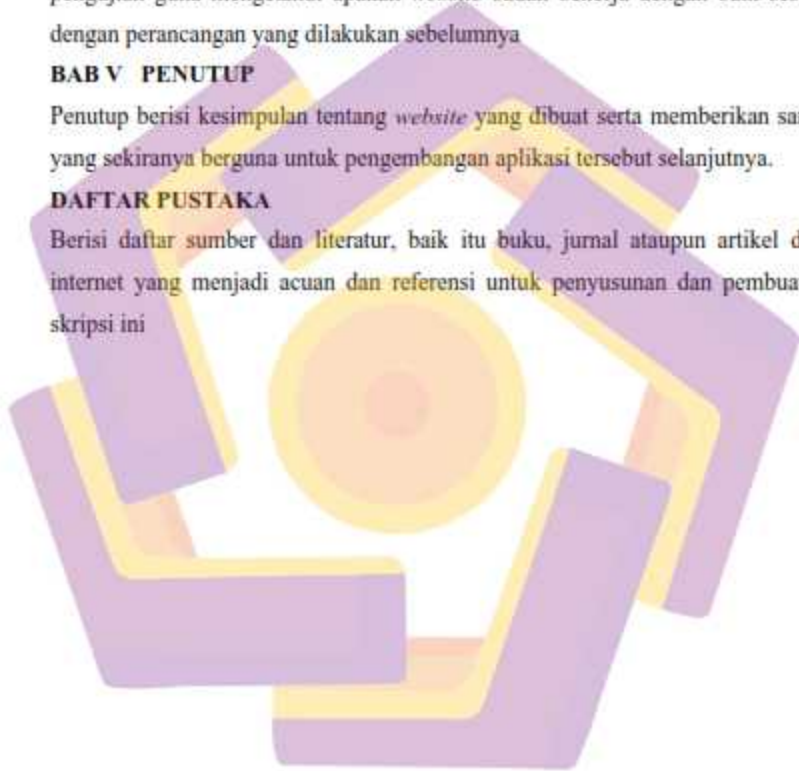 dengan perancangan yang dilakukan sebelumnya
BAB V PENUTUP
Penutup berisi kesimpulan tentang website yang dibuat serta memberikan
yang sekiranya berguna untuk pengembangan aplikasi tersebut selanjutnya.
DAFTAR PUSTAKA
Berisi daftar sumber dan literatur, baik itu buku, jurnal ataupun artikel
internet yang menjadi acuan dan referensi untuk penyusunan dan
skripsi ini